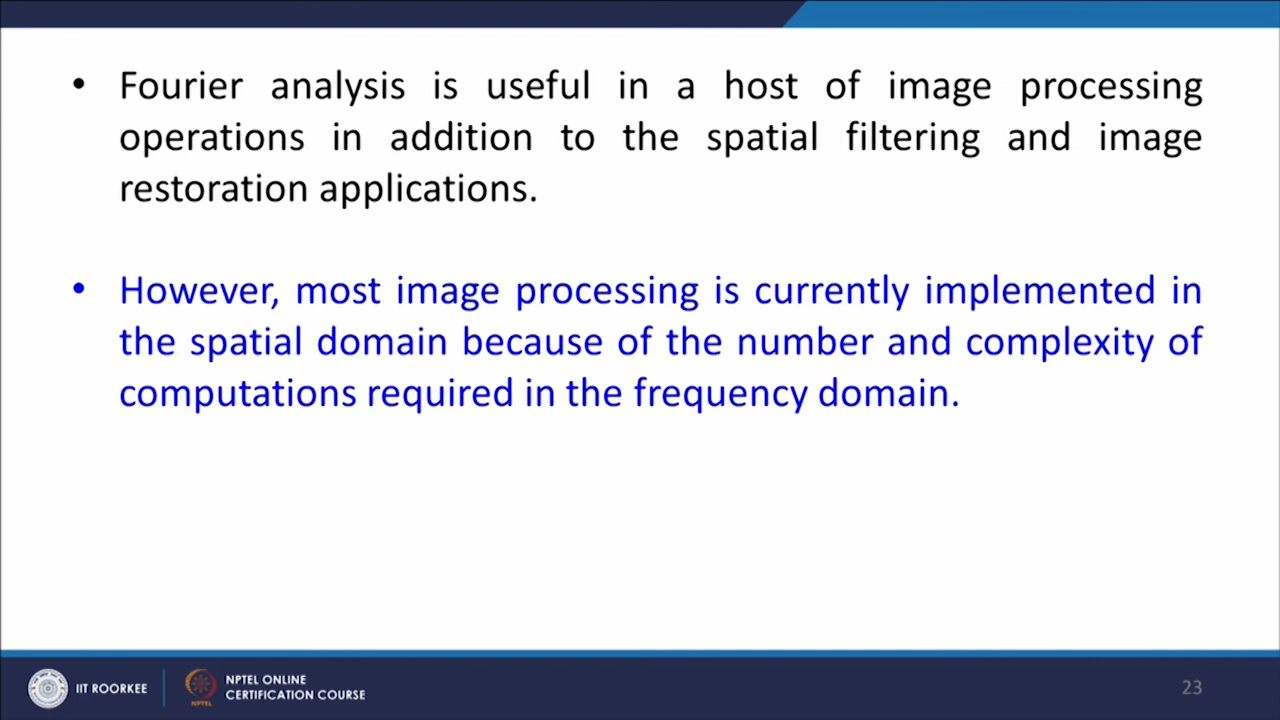 • Fourier analysis is useful in a host of image processing
operations in addition to the spatial filtering and image
restoration applications.
• However, most image processing is currently implemented in
the spatial domain because of the number and complexity of
computations required in the frequency domain.
IIT ROORKEE
NPTEL
NPTEL ONLINE
CERTIFICATION COURSE
23